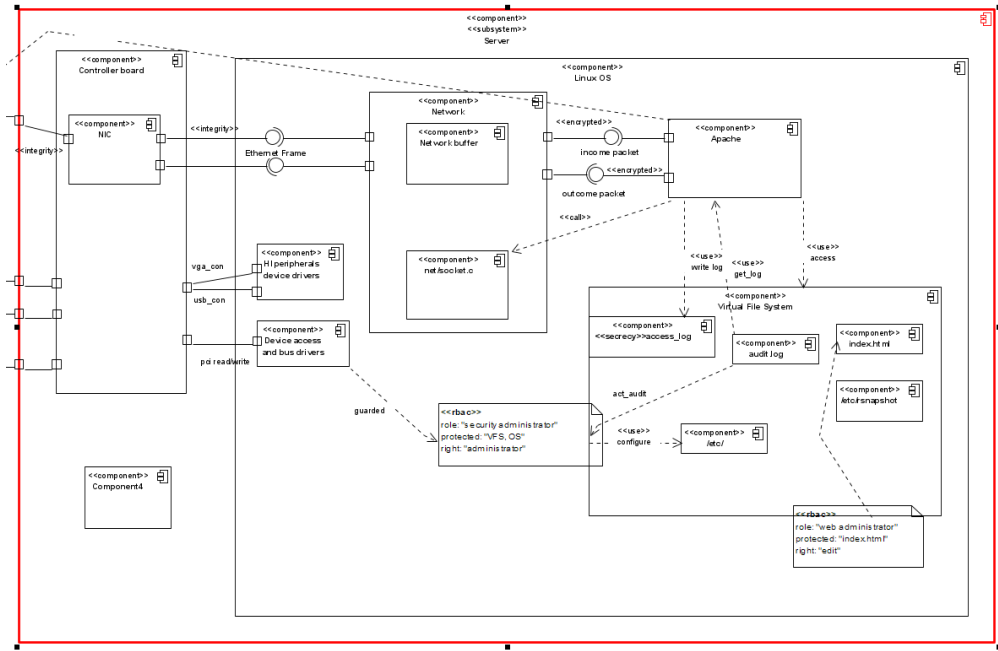 <<component>>
<<subsystem>>
Server
<<component>>
Controller board
<<component>>
NIC
<<integrity>>
<<integrity>>
Ethernet Frame
<<component>>
Linux OS
<<component>>
Network
<<component>>
Network buffer
<<component>>
net/socket.c
<<encrypted>>
income packet
<<encrypted>>
outcome packet
<<component>>
Apache
<<call>>
<<use>>
write log
<<use>>
get_log
<<use>>
access
vga_con
usb_con
<<component>>
HI peripherals
device drivers
<<component>>
Device access
and bus drivers
pci read/write
guarded
<<component>>
Virtual File System
<<component>>
<<secrecy>>access_log
<<component>>
audit.log
<<component>>
index.html
<<component>>
/etc/rsnapshot
act_audit
<<rbac>>
role: "security administrator"
protected: "VFS, OS"
right: "administrator"
<<use>>
configure
<<component>>
/etc/
<<component>>
Component4
<<rbac>>
role: "web administrator"
protected: "index.html"
right: "edit"